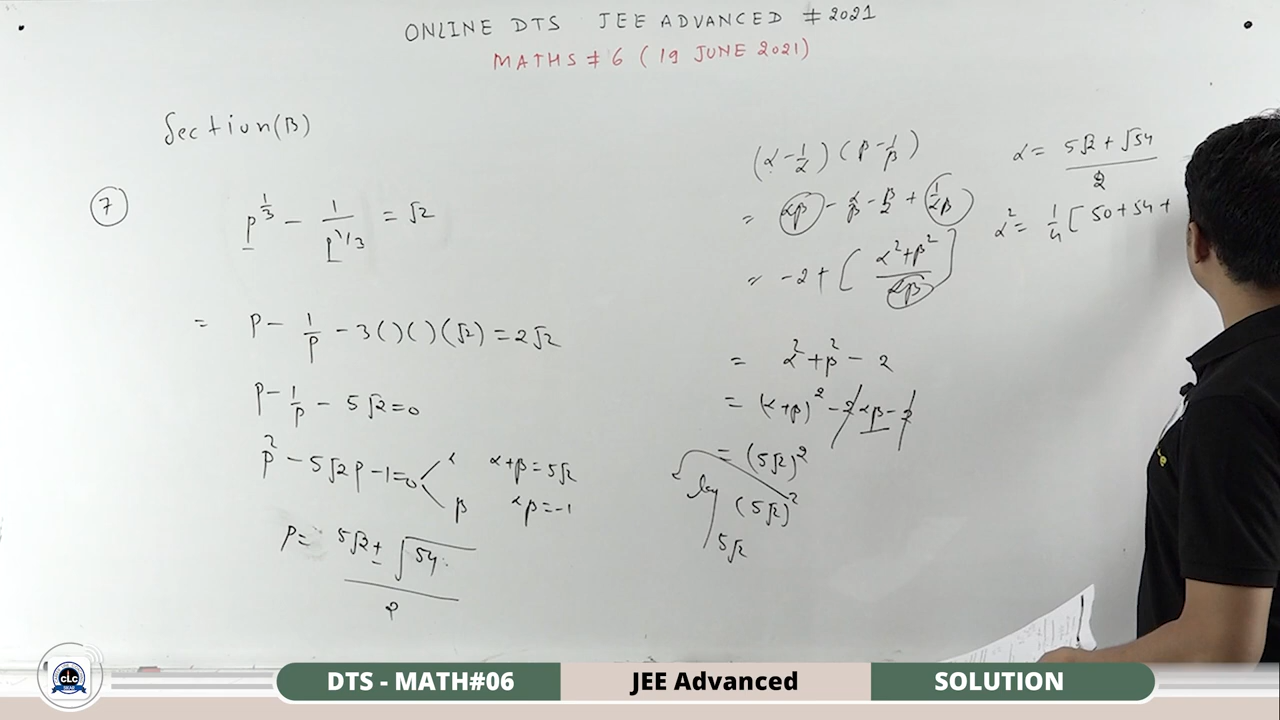 ONLINE DTS JEE ADVANCED # 2021
MATHS # 6 ( 19 JUNE 2021)
Section(B)
7
p^{1/3} - 1/p^{1/3} = √2
= p - 1/p - 3( )( )(√2) = 2√2
p - 1/p - 5√2 = 0
p² - 5√2p - 1 = 0 < α α+β = 5√2
β αβ = -1
p = (5√2 ± √54)/2
(α - 1/α)(β - 1/β)
= αβ - α/β - β/α + 1/αβ
= -2 + [(α²+β²)/αβ]
= α² + β² - 2
= (α+β)² - 2αβ - 2
= (5√2)²
log (5√2)²
5√2
α = (5√2 + √54)/2
α² = 1/4 [ 50 + 54 +
CLC
SIKAR
DTS - MATH#06
JEE Advanced
SOLUTION